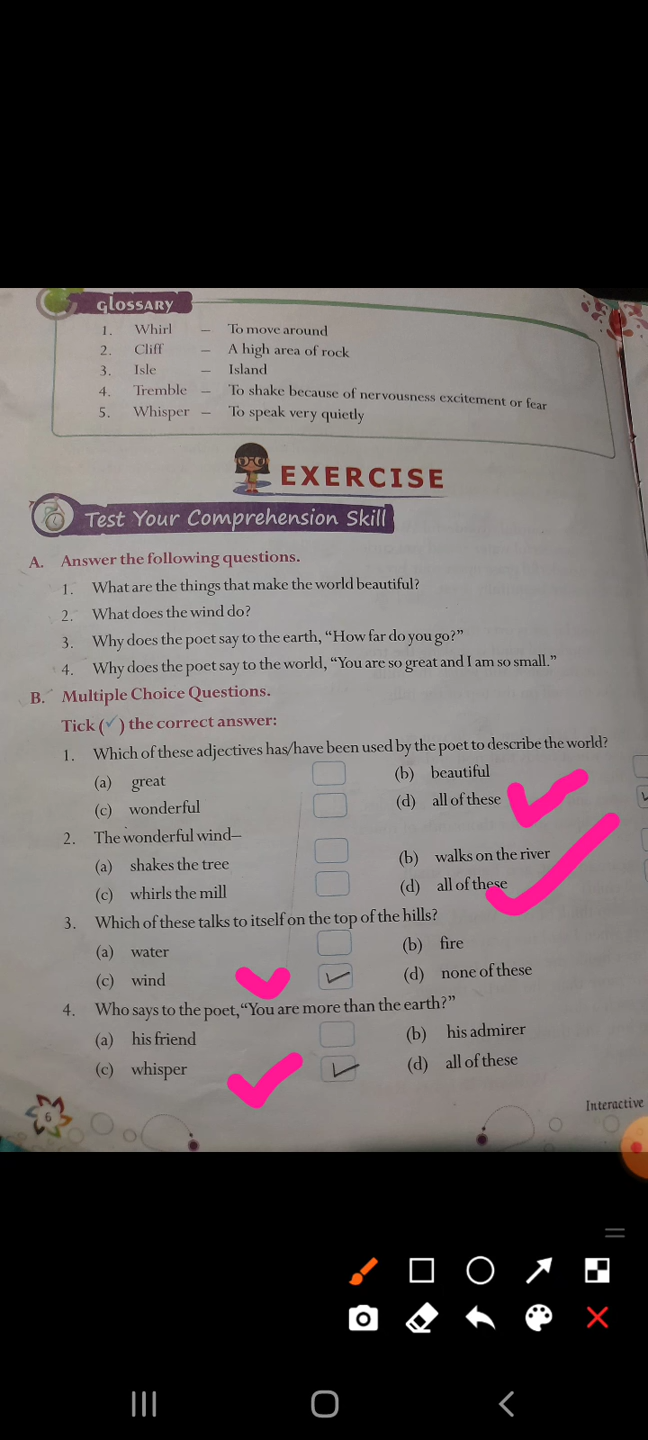 GLOSSARY
1. Whirl – To move around
2. Cliff – A high area of rock
3. Isle – Island
4. Tremble – To shake because of nervousness excitement or fear
5. Whisper – To speak very quietly
EXERCISE
Test Your Comprehension Skill
A. Answer the following questions.
1. What are the things that make the world beautiful?
2. What does the wind do?
3. Why does the poet say to the earth, “How far do you go?”
4. Why does the poet say to the world, “You are so great and I am so small.”
B. Multiple Choice Questions.
Tick (✓) the correct answer:
1. Which of these adjectives has/have been used by the poet to describe the world?
(a) great (b) beautiful
(c) wonderful (d) all of these
2. The wonderful wind–
(a) shakes the tree (b) walks on the river
(c) whirls the mill (d) all of these
3. Which of these talks to itself on the top of the hills?
(a) water (b) fire
(c) wind (d) none of these
4. Who says to the poet, “You are more than the earth?”
(a) his friend (b) his admirer
(c) whisper (d) all of these
6
Interactive